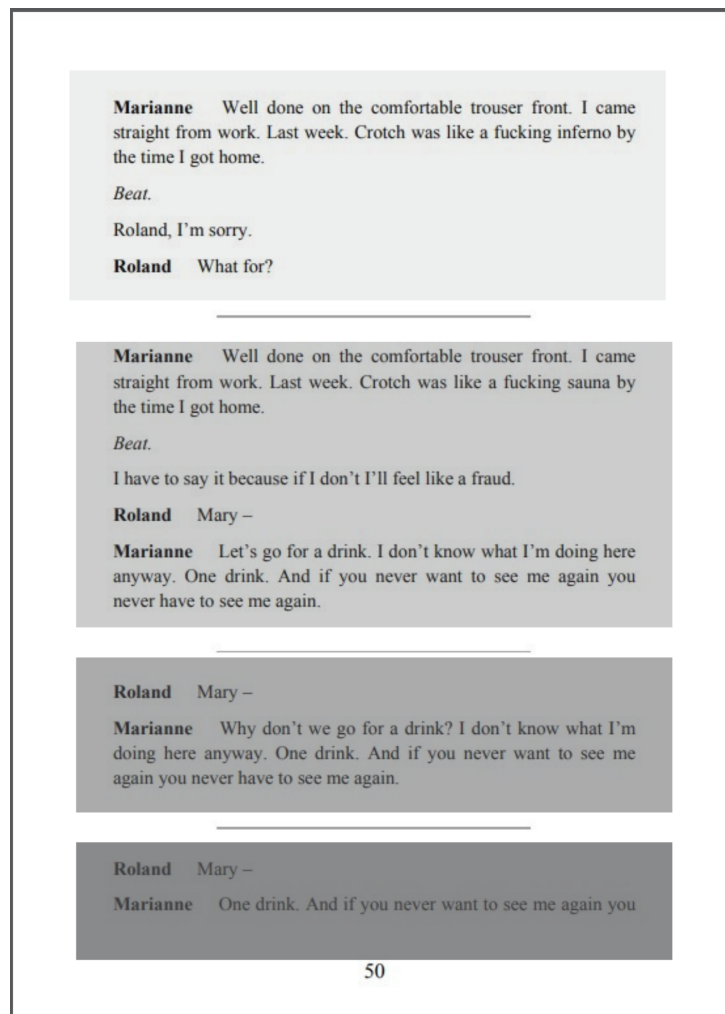 Marianne Well done on the comfortable trouser front. I came
straight from work. Last week. Crotch was like a fucking inferno by
the time I got home.
Beat.
Roland, I'm sorry.
Roland What for?
Marianne Well done on the comfortable trouser front. I came
straight from work. Last week. Crotch was like a fucking sauna by
the time I got home.
Beat.
I have to say it because if I don't I'll feel like a fraud.
Roland Mary –
Marianne Let's go for a drink. I don't know what I'm doing here
anyway. One drink. And if you never want to see me again you
never have to see me again.
Roland Mary –
Marianne Why don't we go for a drink? I don't know what I'm
doing here anyway. One drink. And if you never want to see me
again you never have to see me again.
Roland Mary –
Marianne One drink. And if you never want to see me again you
50